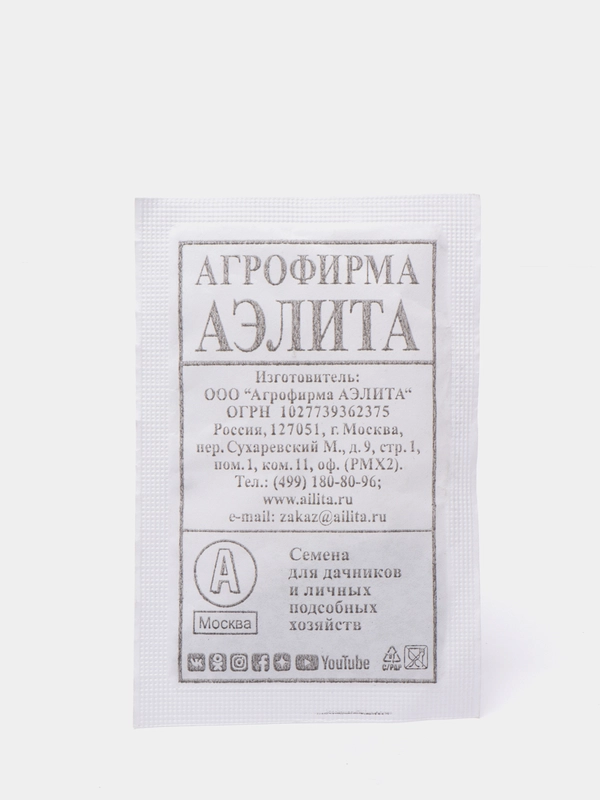 АГРОФИРМА
АЭЛИТА
Изготовитель:
ООО “Агрофирма АЭЛИТА“
ОГРН 1027739362375
Россия, 127051, г. Москва,
пер. Сухаревский М., д. 9, стр. 1,
пом. 1, ком. 11, оф. (РМХ2).
Тел.: (499) 180-80-96;
www.ailita.ru
e-mail: zakaz@ailita.ru
А
Москва
Семена
для дачников
и личных
подсобных
хозяйств
YouTube
C/PAP